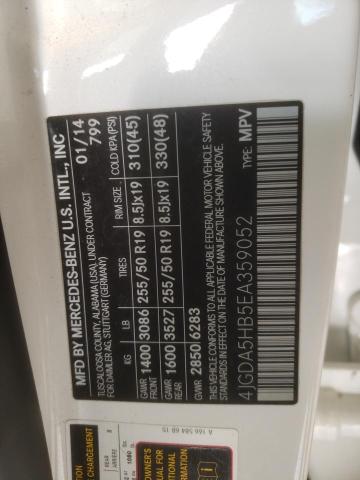 MFD BY MERCEDES-BENZ U.S. INTL., INC
TUSCALOOSA COUNTY, ALABAMA (USA), UNDER CONTRACT 01/14
FOR DAIMLER AG, STUTTGART (GERMANY) 799
KG LB TIRES RIM SIZE COLD KPA(PSI)
GAWR FRONT 1400 3086 255/50 R19 8.5Jx19 310(45)
GAWR REAR 1600 3527 255/50 R19 8.5Jx19 330(48)
GVWR 2850 6283
THIS VEHICLE CONFORMS TO ALL APPLICABLE FEDERAL MOTOR VEHICLE SAFETY
STANDARDS IN EFFECT ON THE DATE OF MANUFACTURE SHOWN ABOVE.
4JGDA5HB5EA359052 TYPE: MPV
A 166 584 68 15
CHARGEMENT
REAR
ARRIERE